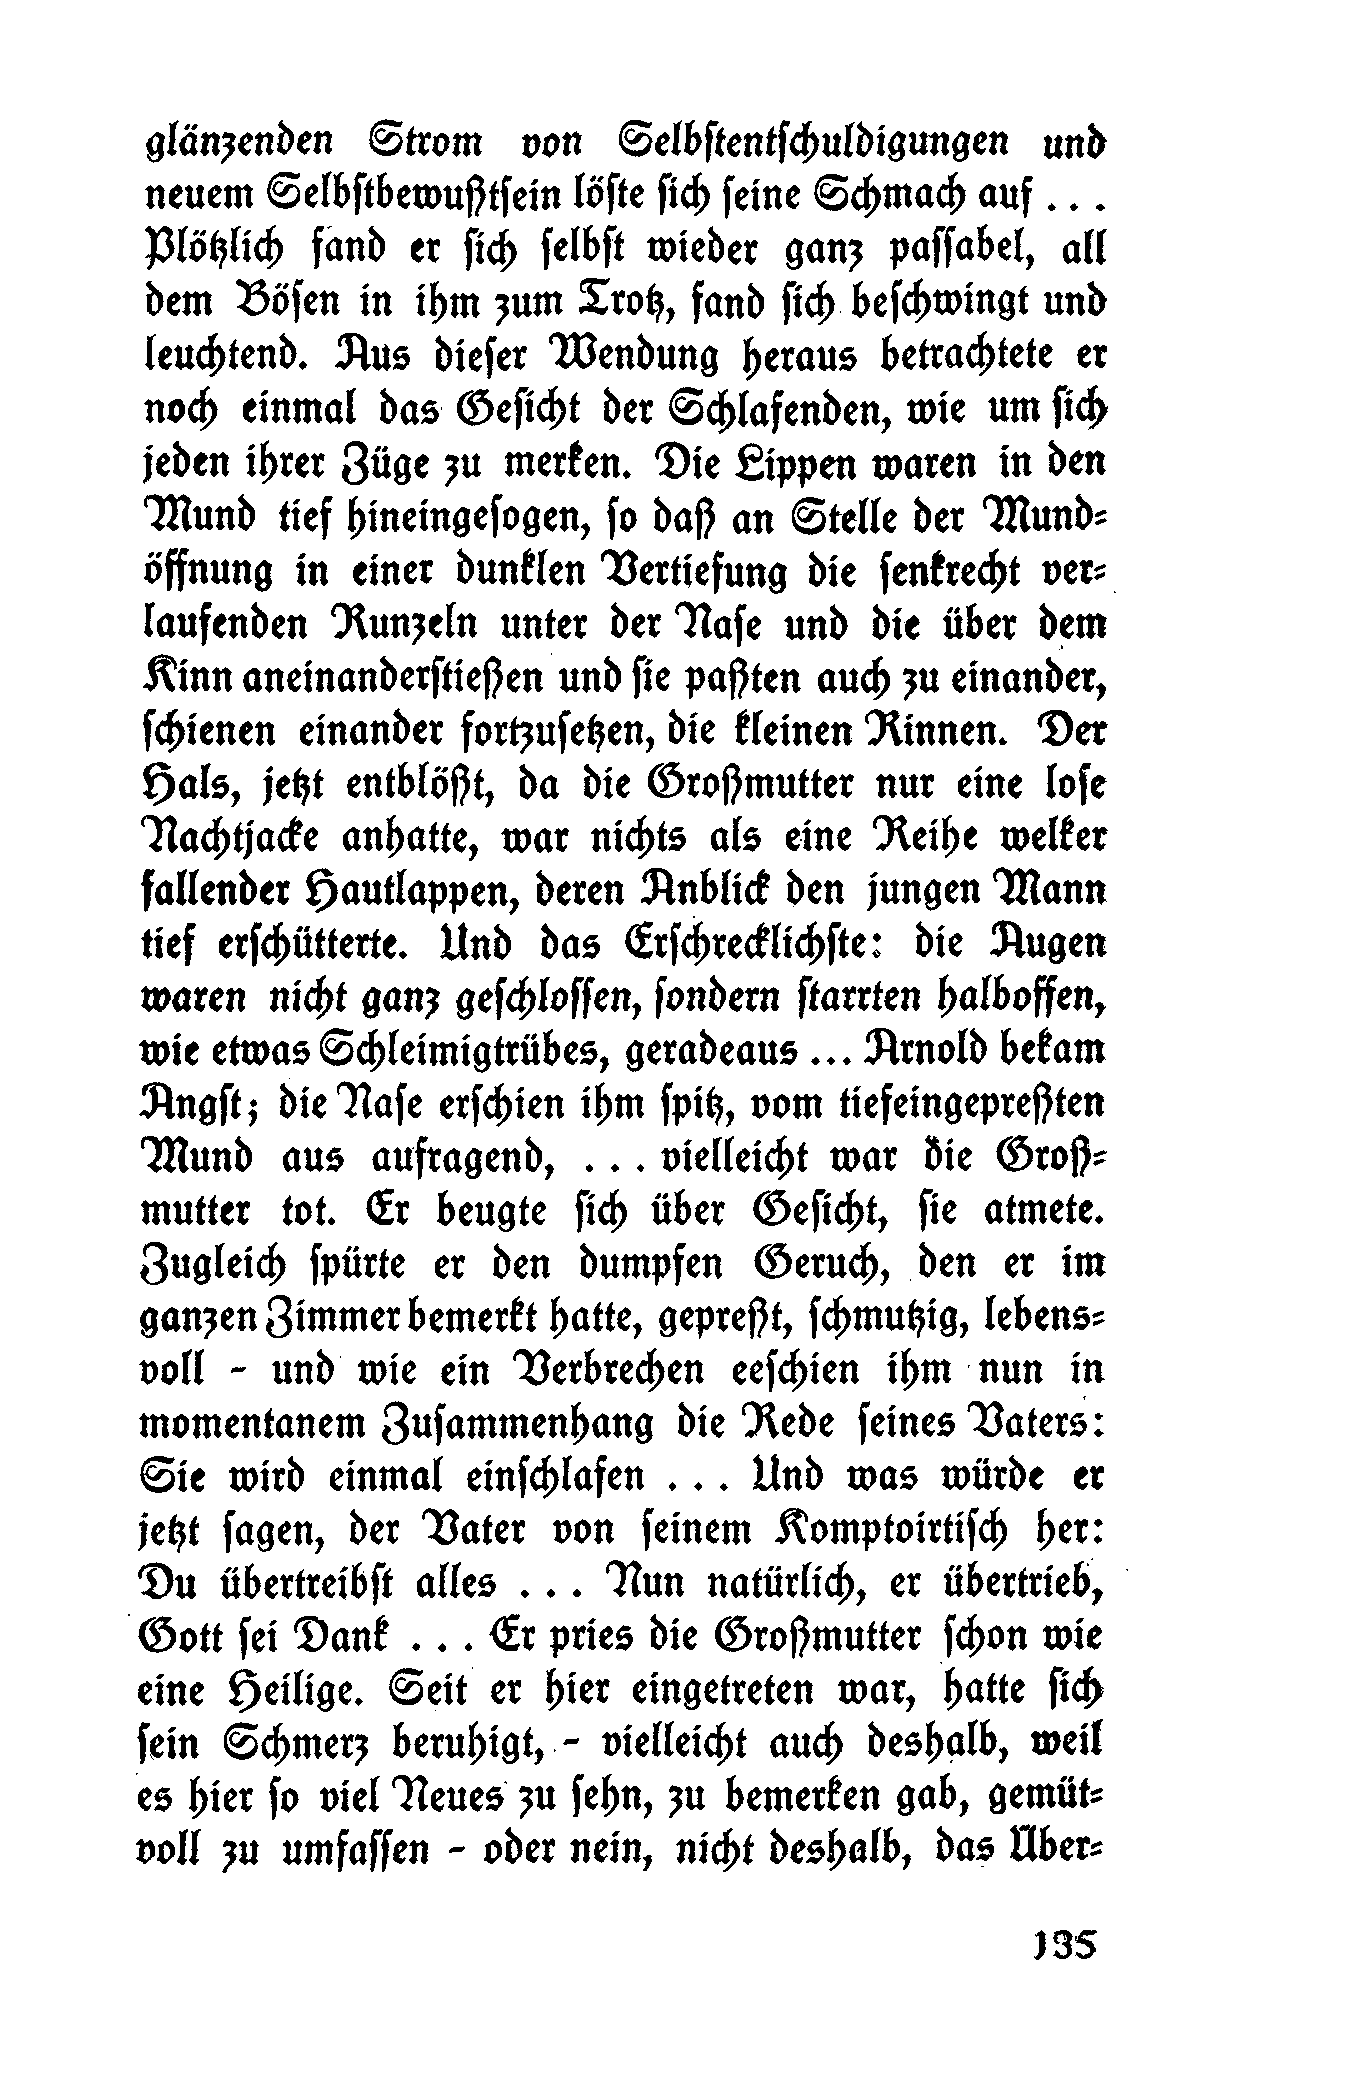 glänzenden Strom von Selbstentschuldigungen und
neuem Selbstbewußtsein löste sich seine Schmach auf . . .
Plötzlich fand er sich selbst wieder ganz passabel, all
dem Bösen in ihm zum Trotz, fand sich beschwingt und
leuchtend. Aus dieser Wendung heraus betrachtete er
noch einmal das Gesicht der Schlafenden, wie um sich
jeden ihrer Züge zu merken. Die Lippen waren in den
Mund tief hineingesogen, so daß an Stelle der Mund-
öffnung in einer dunklen Vertiefung die senkrecht ver-
laufenden Runzeln unter der Nase und die über dem
Kinn aneinanderstießen und sie paßten auch zu einander,
schienen einander fortzusetzen, die kleinen Rinnen. Der
Hals, jetzt entblößt, da die Großmutter nur eine lose
Nachtjacke anhatte, war nichts als eine Reihe welker
fallender Hautlappen, deren Anblick den jungen Mann
tief erschütterte. Und das Erschrecklichste: die Augen
waren nicht ganz geschlossen, sondern starrten halboffen,
wie etwas Schleimigtrübes, geradeaus ... Arnold bekam
Angst; die Nase erschien ihm spitz, vom tiefeingepreßten
Mund aus aufragend, . . . vielleicht war die Groß-
mutter tot. Er beugte sich über Gesicht, sie atmete.
Zugleich spürte er den dumpfen Geruch, den er im
ganzen Zimmer bemerkt hatte, gepreßt, schmutzig, lebens-
voll - und wie ein Verbrechen eeschien ihm nun in
momentanem Zusammenhang die Rede seines Vaters:
Sie wird einmal einschlafen . . . Und was würde er
jetzt sagen, der Vater von seinem Komptoirtisch her:
Du übertreibst alles . . . Nun natürlich, er übertrieb,
Gott sei Dank . . . Er pries die Großmutter schon wie
eine Heilige. Seit er hier eingetreten war, hatte sich
sein Schmerz beruhigt, - vielleicht auch deshalb, weil
es hier so viel Neues zu sehn, zu bemerken gab, gemüt-
voll zu umfassen - oder nein, nicht deshalb, das Über-
135